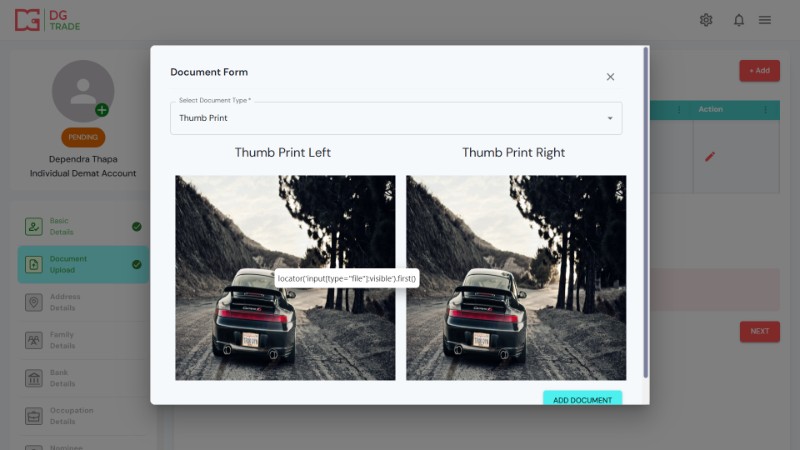 DG
TRADE
Document Form
Select Document Type *
Thumb Print
Thumb Print Left
Thumb Print Right
locator('input[type="file"]:visible').first()
ADD DOCUMENT
+ Add
Action
NEXT
PENDING
Dependra Thapa
Individual Demat Account
Basic
Details
Document
Upload
Address
Details
Family
Details
Bank
Details
Occupation
Details
Nominee